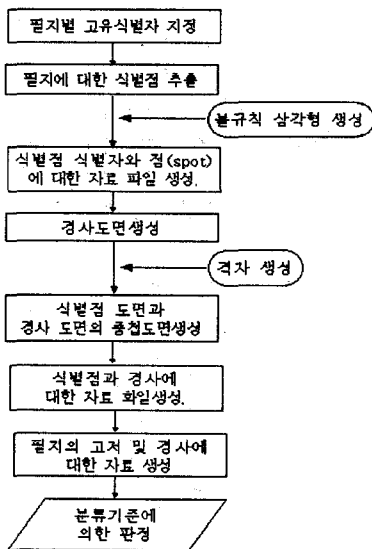 필지별 고유식별자 지정
필지에 대한 식별점 추출
불규칙 삼각형 생성
식별점 식별자와 점(spot)
에 대한 자료 파일 생성.
경사도면생성
격자 생성
식별점 도면과
경사 도면의 중첩도면생성
식별점과 경사에
대한 자료 화일생성.
필지의 고저 및 경사에
대한 자료 생성
분류기준에
의한 판정